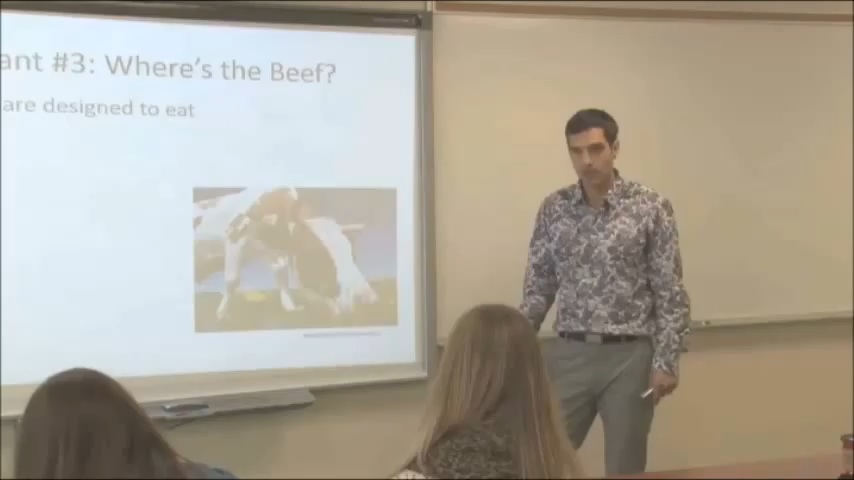 ant #3: Where's the Beef?
are designed to eat